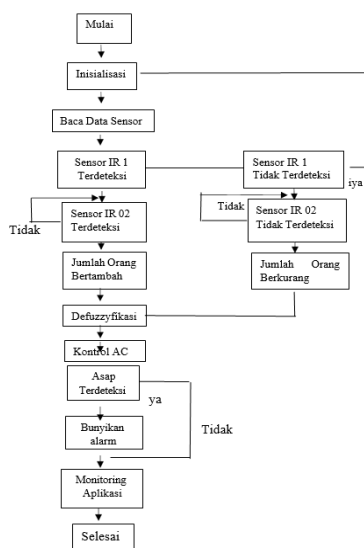 Mulai
Inisialisasi
Baca Data Sensor
Sensor IR 1
Terdeteksi
Sensor IR 1
Tidak Terdeteksi
iya
Tidak
Sensor IR 02
Terdeteksi
Tidak
Sensor IR 02
Tidak Terdeteksi
Jumlah Orang
Bertambah
Jumlah Orang
Berkurang
Defuzzyfikasi
Kontrol AC
Asap
Terdeteksi
ya
Bunyikan
alarm
Tidak
Monitoring
Aplikasi
Selesai